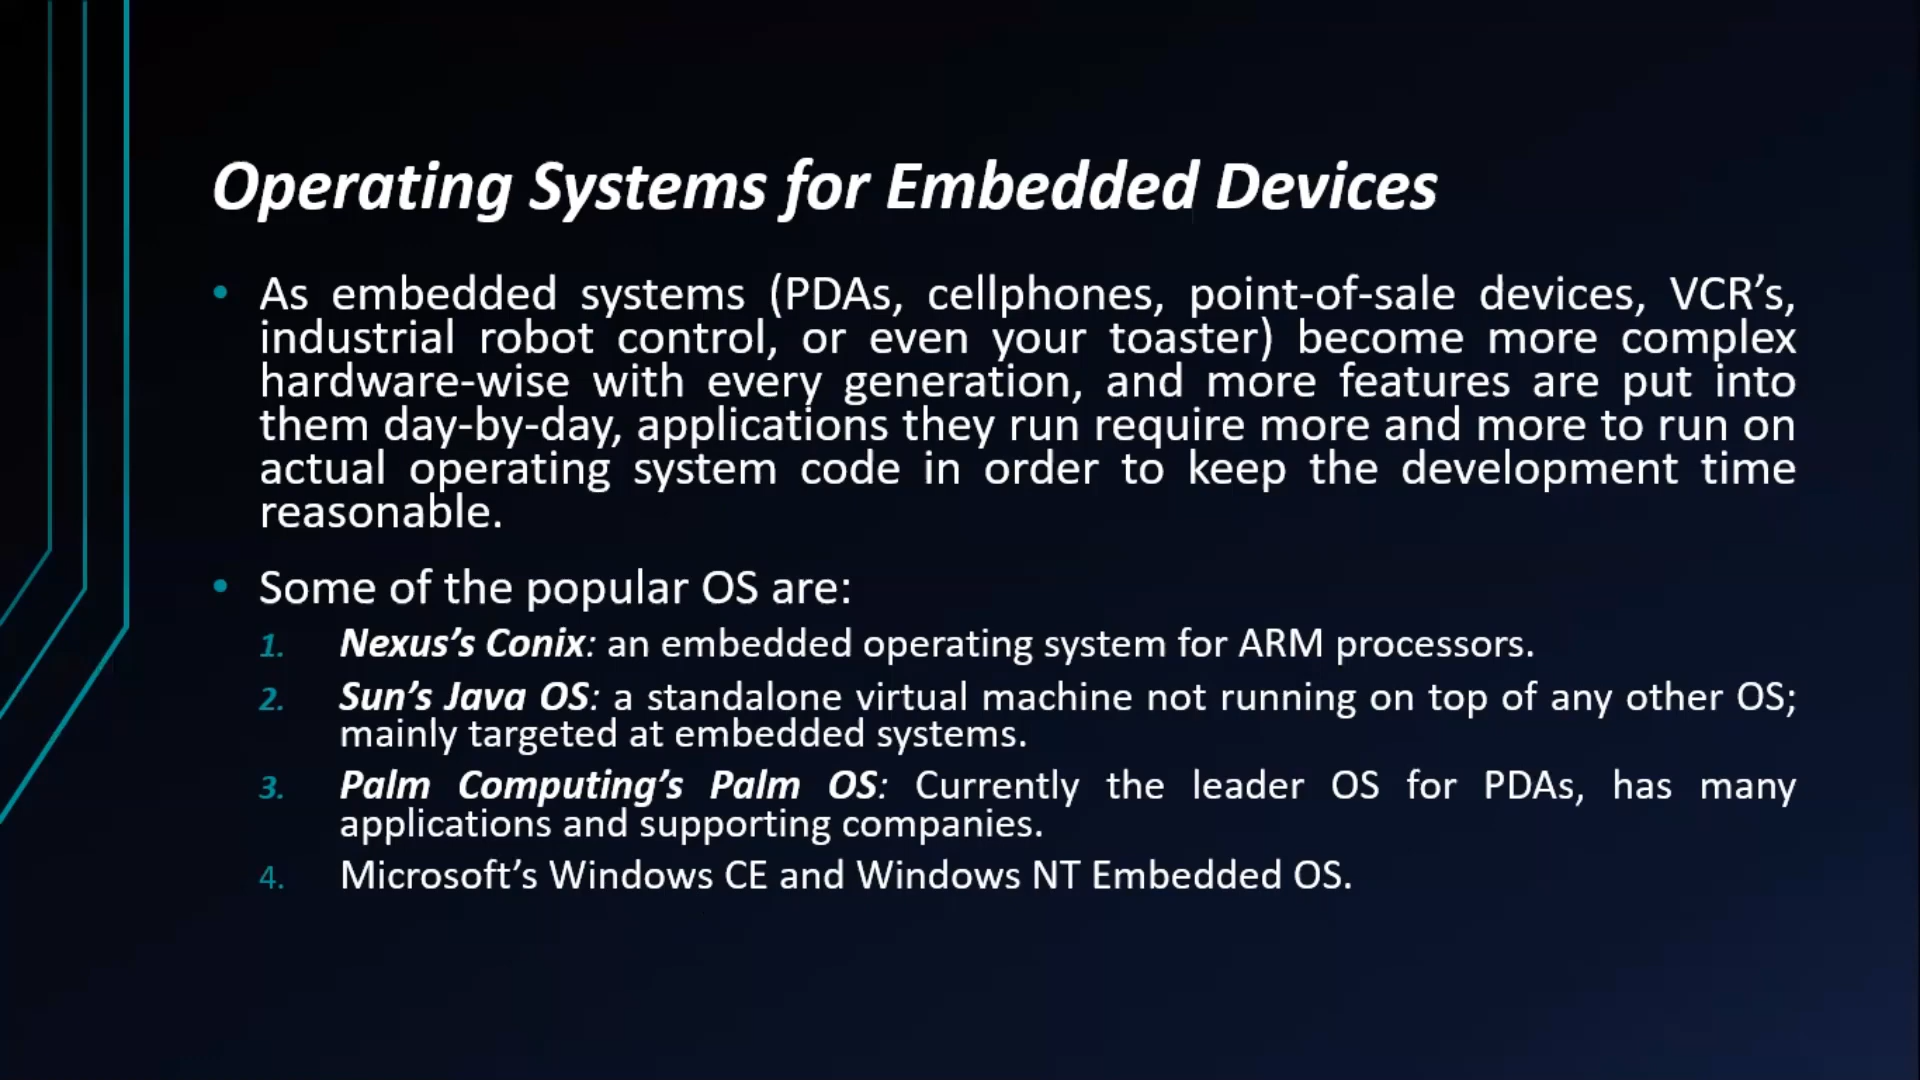 Operating Systems for Embedded Devices
• As embedded systems (PDAs, cellphones, point-of-sale devices, VCR’s,
industrial robot control, or even your toaster) become more complex
hardware-wise with every generation, and more features are put into
them day-by-day, applications they run require more and more to run on
actual operating system code in order to keep the development time
reasonable.
• Some of the popular OS are:
1. Nexus’s Conix: an embedded operating system for ARM processors.
2. Sun’s Java OS: a standalone virtual machine not running on top of any other OS;
mainly targeted at embedded systems.
3. Palm Computing’s Palm OS: Currently the leader OS for PDAs, has many
applications and supporting companies.
4. Microsoft’s Windows CE and Windows NT Embedded OS.